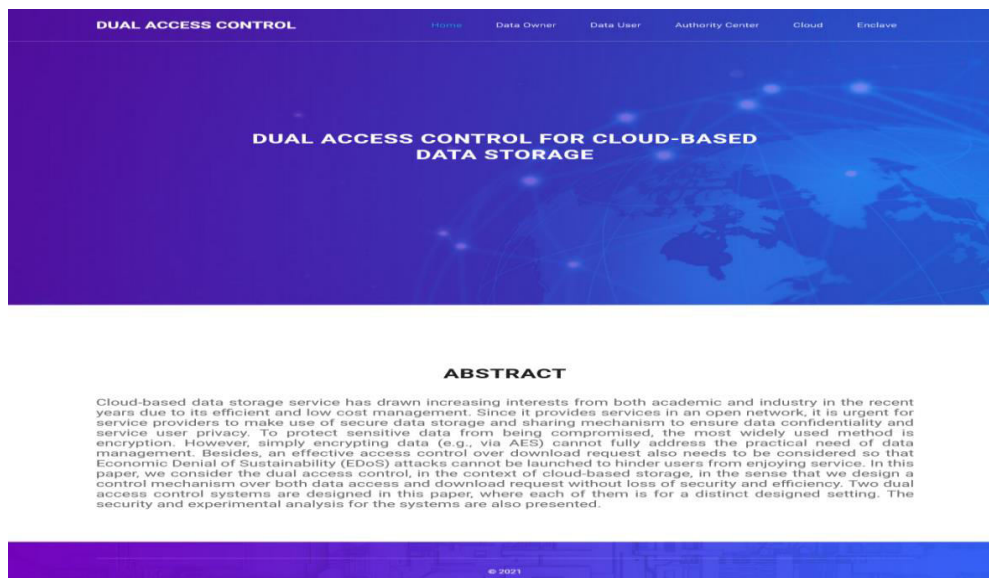 DUAL ACCESS CONTROL
Home Data Owner Data User Authority Center Cloud Enclave
DUAL ACCESS CONTROL FOR CLOUD-BASED
DATA STORAGE
ABSTRACT
Cloud-based data storage service has drawn increasing interests from both academic and industry in the recent
years due to its efficient and low cost management. Since it provides services in an open network, it is urgent for
service providers to make use of secure data storage and sharing mechanism to ensure data confidentiality and
service user privacy. To protect sensitive data from being compromised, the most widely used method is
encryption. However, simply encrypting data (e.g., via AES) cannot fully address the practical need of data
management. Besides, an effective access control over download request also needs to be considered so that
Economic Denial of Sustainability (EDoS) attacks cannot be launched to hinder users from enjoying service. In this
paper, we consider the dual access control, in the context of cloud-based storage, in the sense that we design a
control mechanism over both data access and download request without loss of security and efficiency. Two dual
access control systems are designed in this paper, where each of them is for a distinct designed setting. The
security and experimental analysis for the systems are also presented.
© 2021